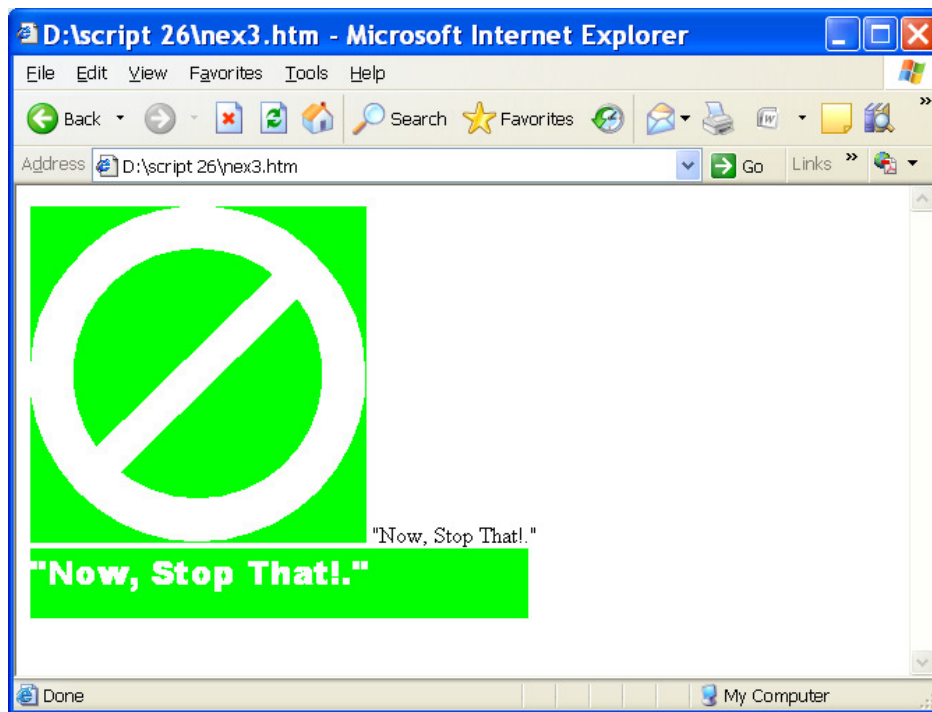 D:\script 26\nex3.htm - Microsoft Internet Explorer
File Edit View Favorites Tools Help
Back Search Favorites W »
Address D:\script 26\nex3.htm Go Links »
"Now, Stop That!."
"Now, Stop That!."
Done My Computer